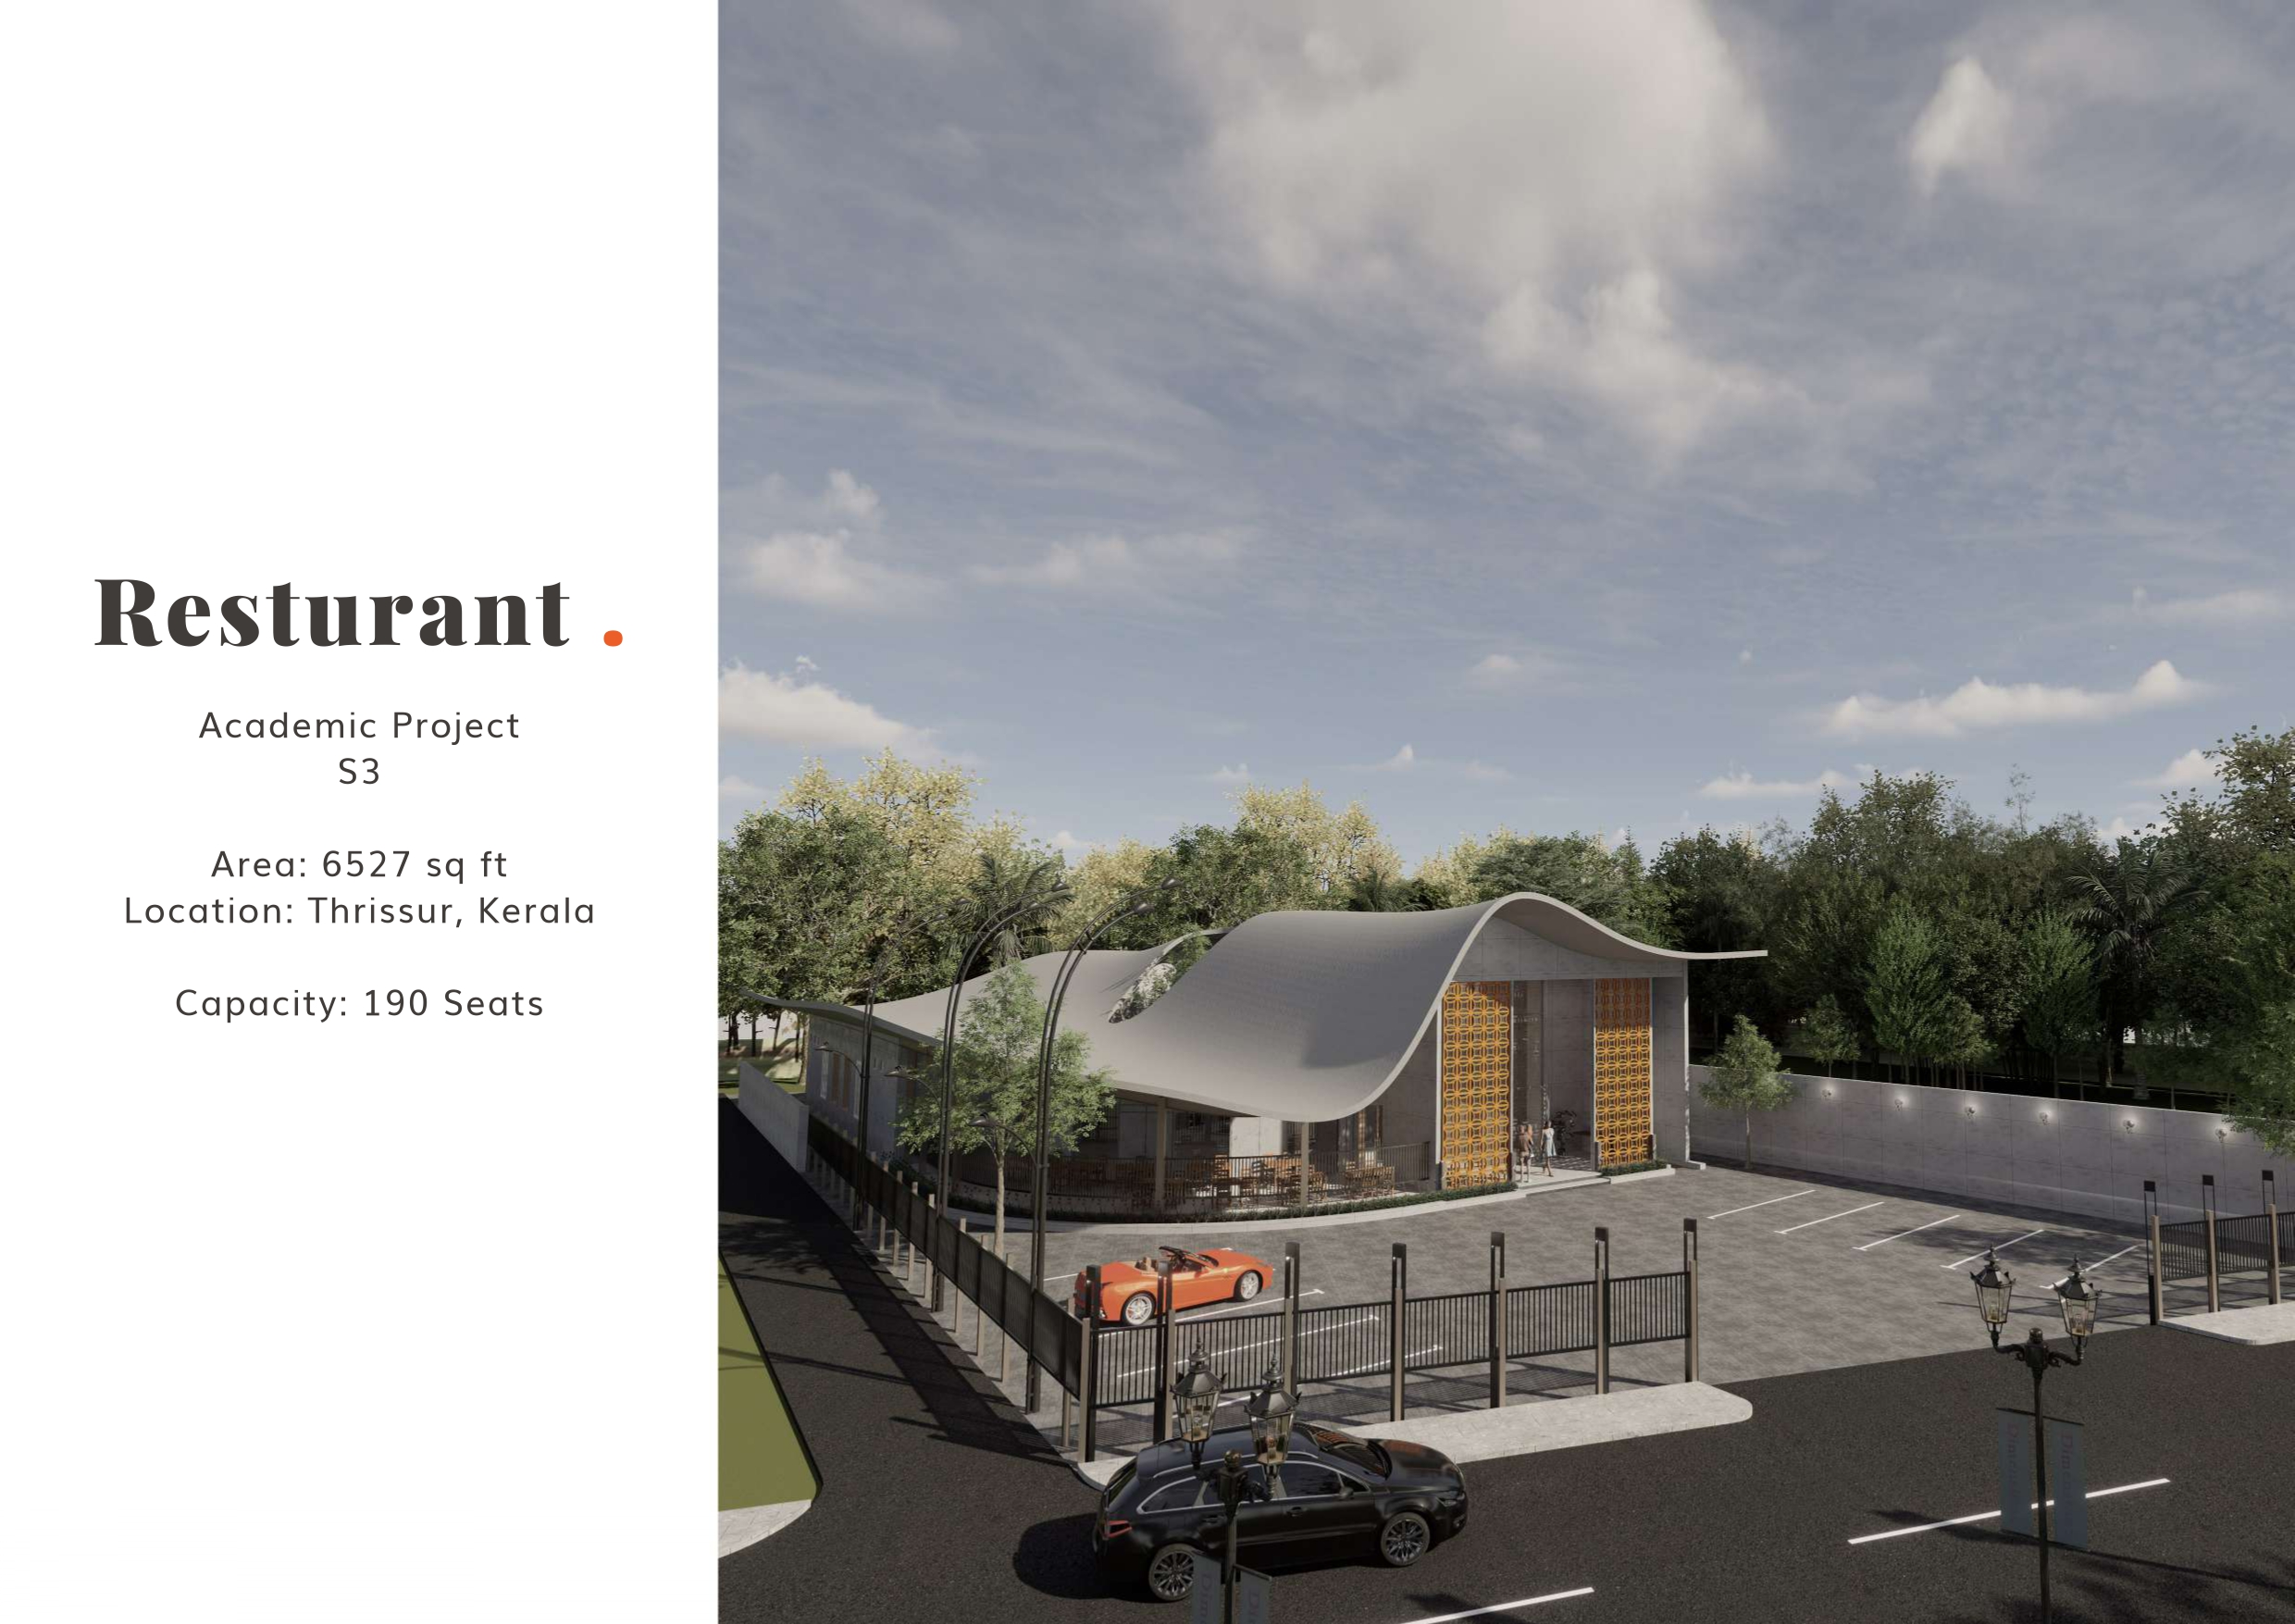 Resturant .
Academic Project
S3
Area: 6527 sq ft
Location: Thrissur, Kerala
Capacity: 190 Seats